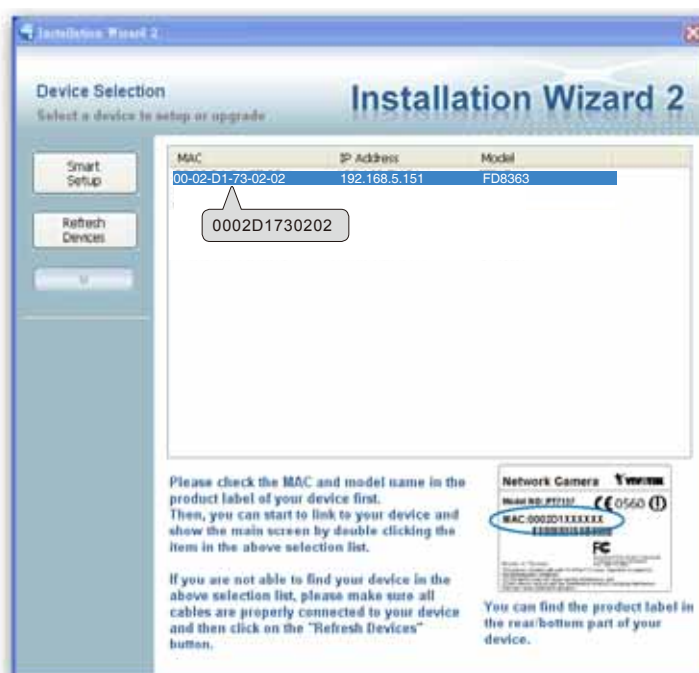 Installation Wizard 2
Device Selection
Select a device to setup or upgrade
Installation Wizard 2
Smart
Setup
Refresh
Devices
MAC IP Address Model
00-02-D1-73-02-02 192.168.5.151 FD8363
0002D1730202
Please check the MAC and model name in the
product label of your device first.
Then, you can start to link to your device and
show the main screen by double clicking the
item in the above selection list.
If you are not able to find your device in the
above selection list, please make sure all
cables are properly connected to your device
and then click on the "Refresh Devices"
button.
Network Camera VIVOTEK
Model NO: PT7137 CE0560
MAC:0002D1XXXXXX
FC
You can find the product label in
the rear/bottom part of your
device.